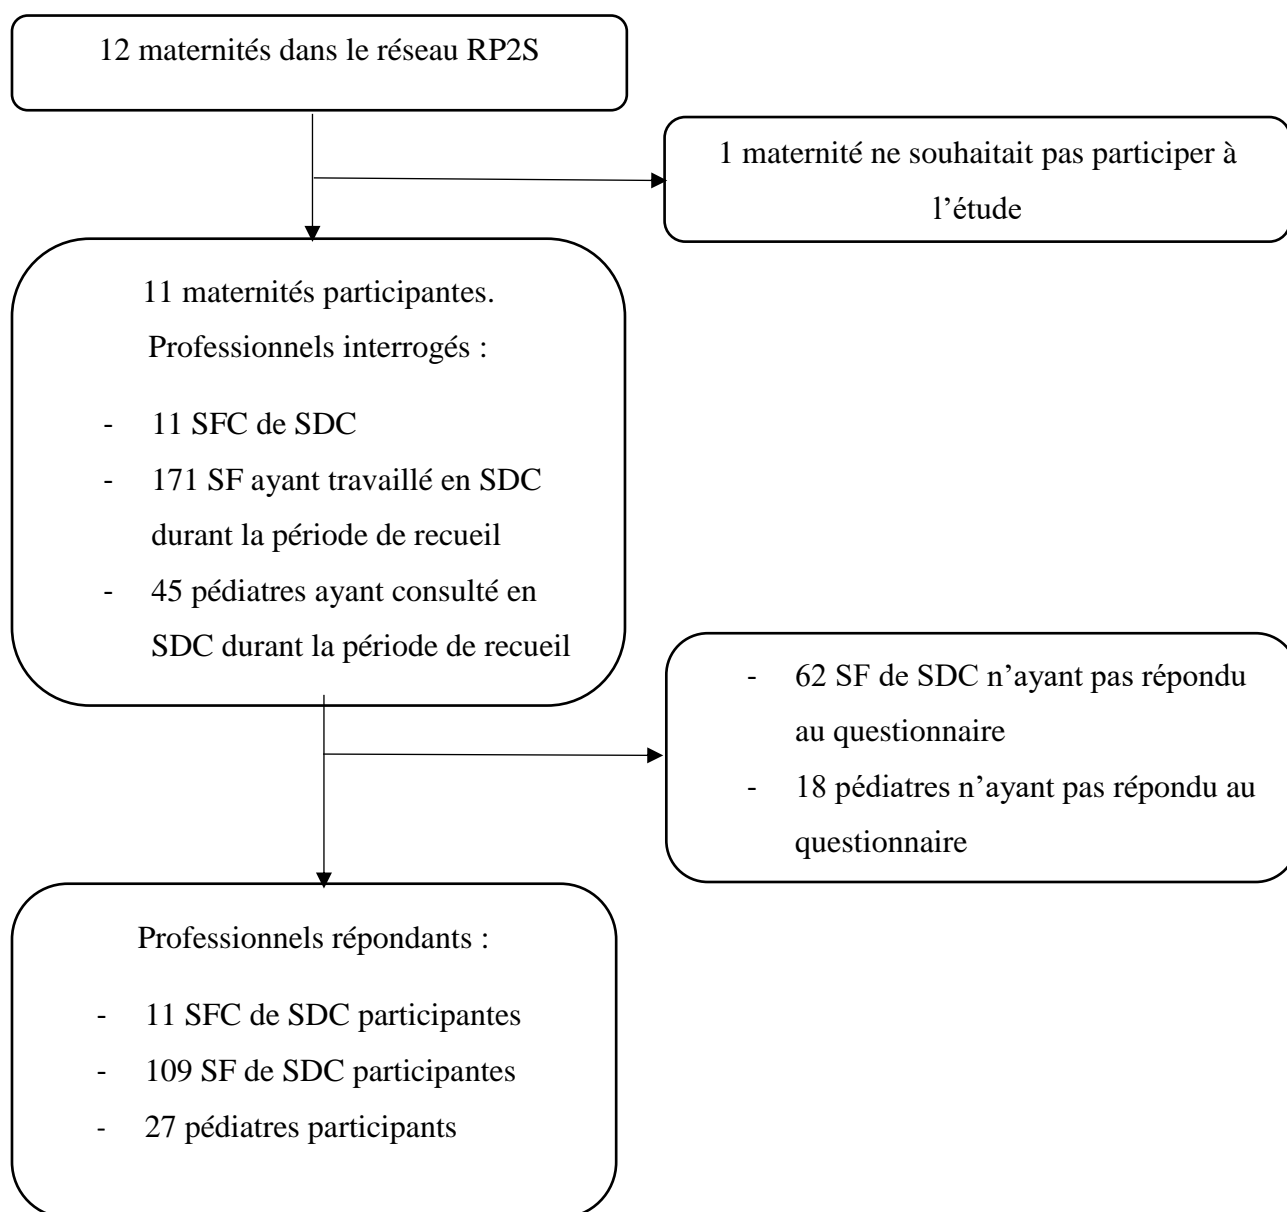 12 maternités dans le réseau RP2S
1 maternité ne souhaitait pas participer à
l’étude
11 maternités participantes.
Professionnels interrogés :
- 11 SFC de SDC
- 171 SF ayant travaillé en SDC
durant la période de recueil
- 45 pédiatres ayant consulté en
SDC durant la période de recueil
- 62 SF de SDC n’ayant pas répondu
au questionnaire
- 18 pédiatres n’ayant pas répondu au
questionnaire
Professionnels répondants :
- 11 SFC de SDC participantes
- 109 SF de SDC participantes
- 27 pédiatres participants